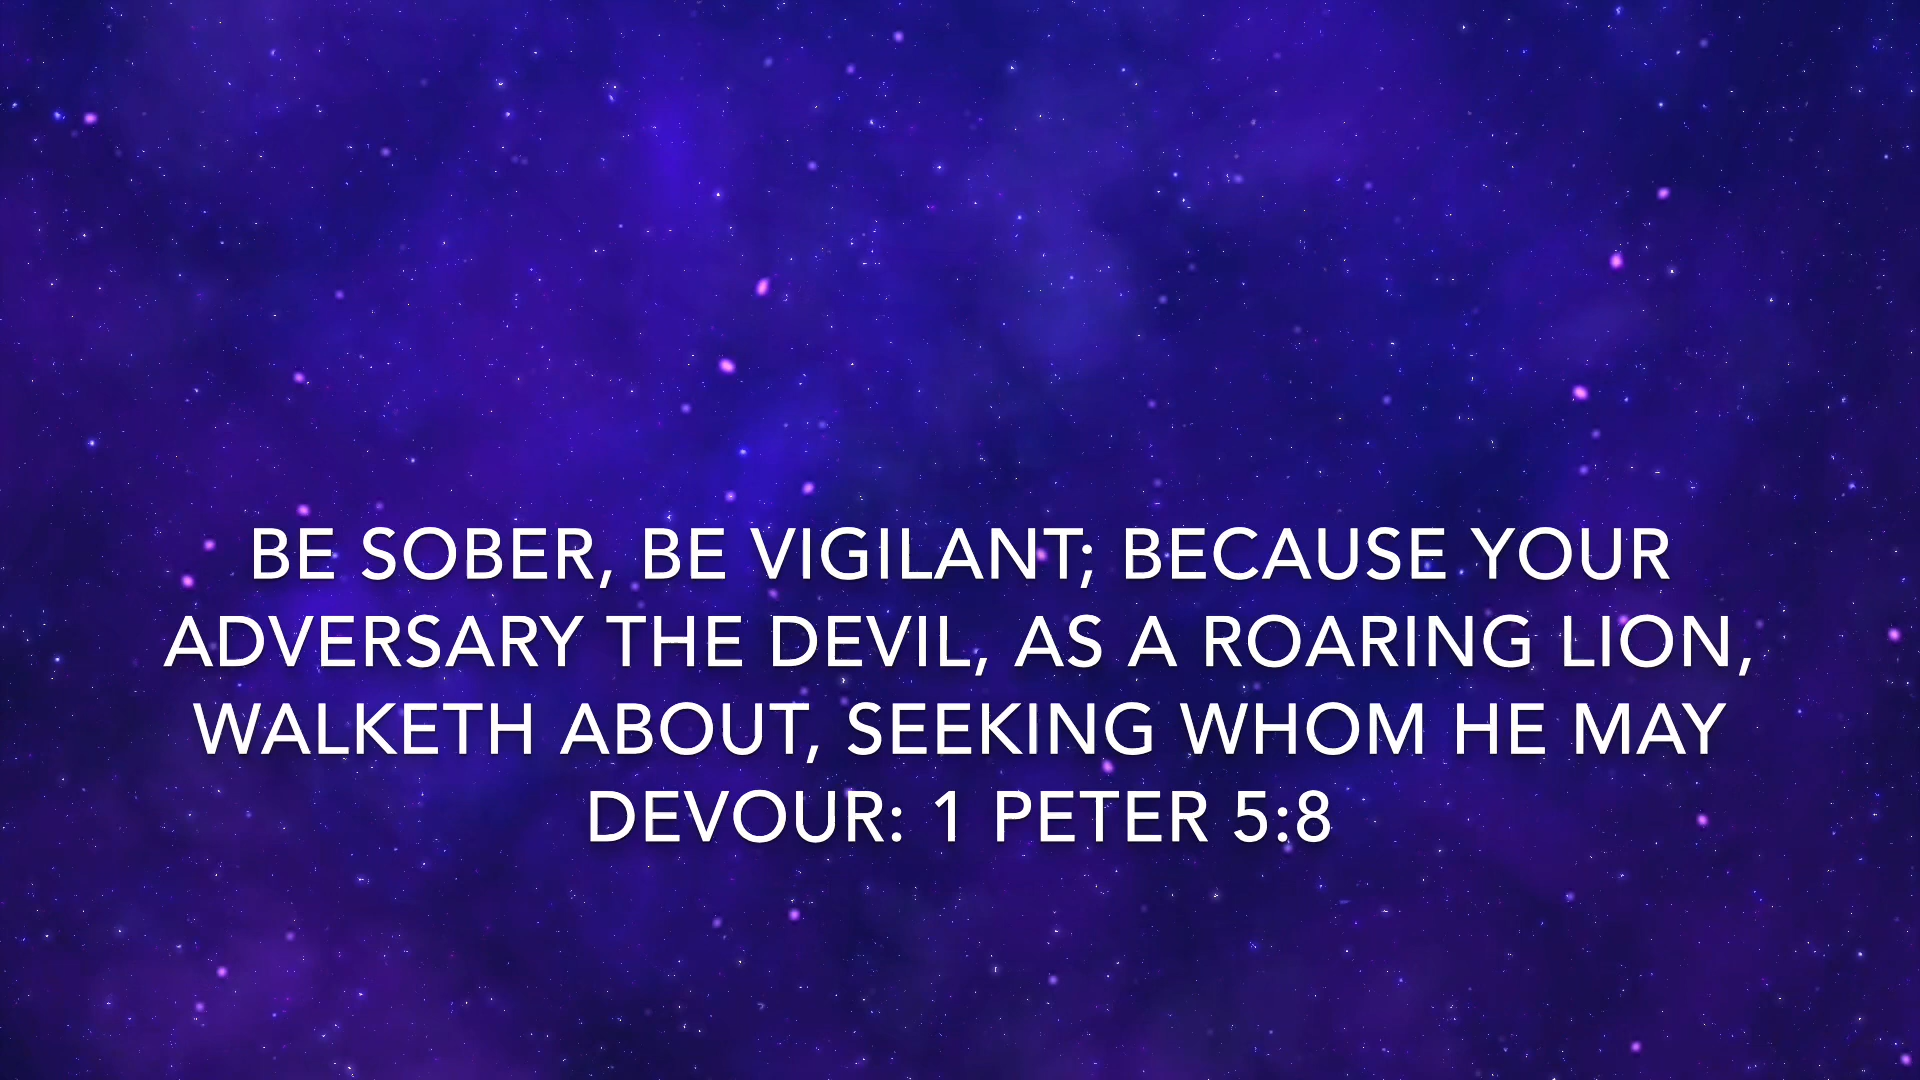 BE SOBER, BE VIGILANT; BECAUSE YOUR
ADVERSARY THE DEVIL, AS A ROARING LION,
WALKETH ABOUT, SEEKING WHOM HE MAY
DEVOUR: 1 PETER 5:8